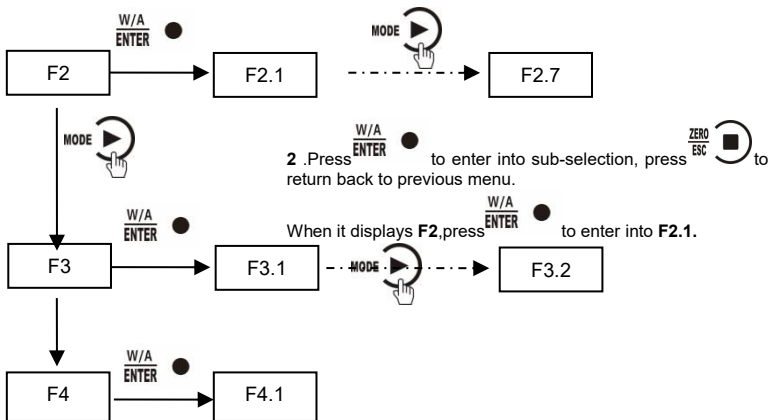 W/A
ENTER
MODE
F2
F2.1
F2.7
MODE
2 .Press W/A ENTER to enter into sub-selection, press ZERO ESC to
return back to previous menu.
W/A
ENTER
When it displays F2,press W/A ENTER to enter into F2.1.
F3
F3.1
MODE
F3.2
W/A
ENTER
F4
F4.1